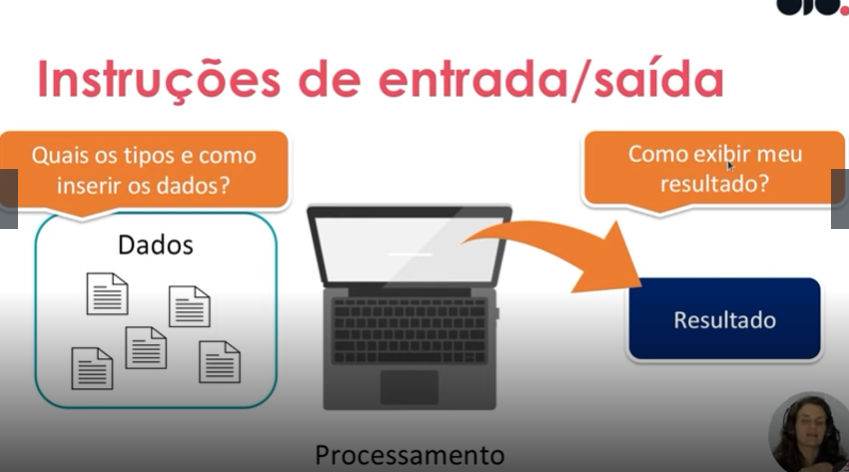 Instruções de entrada/saída
Quais os tipos e como
inserir os dados?
Como exibir meu
resultado?
Dados
Resultado
Processamento